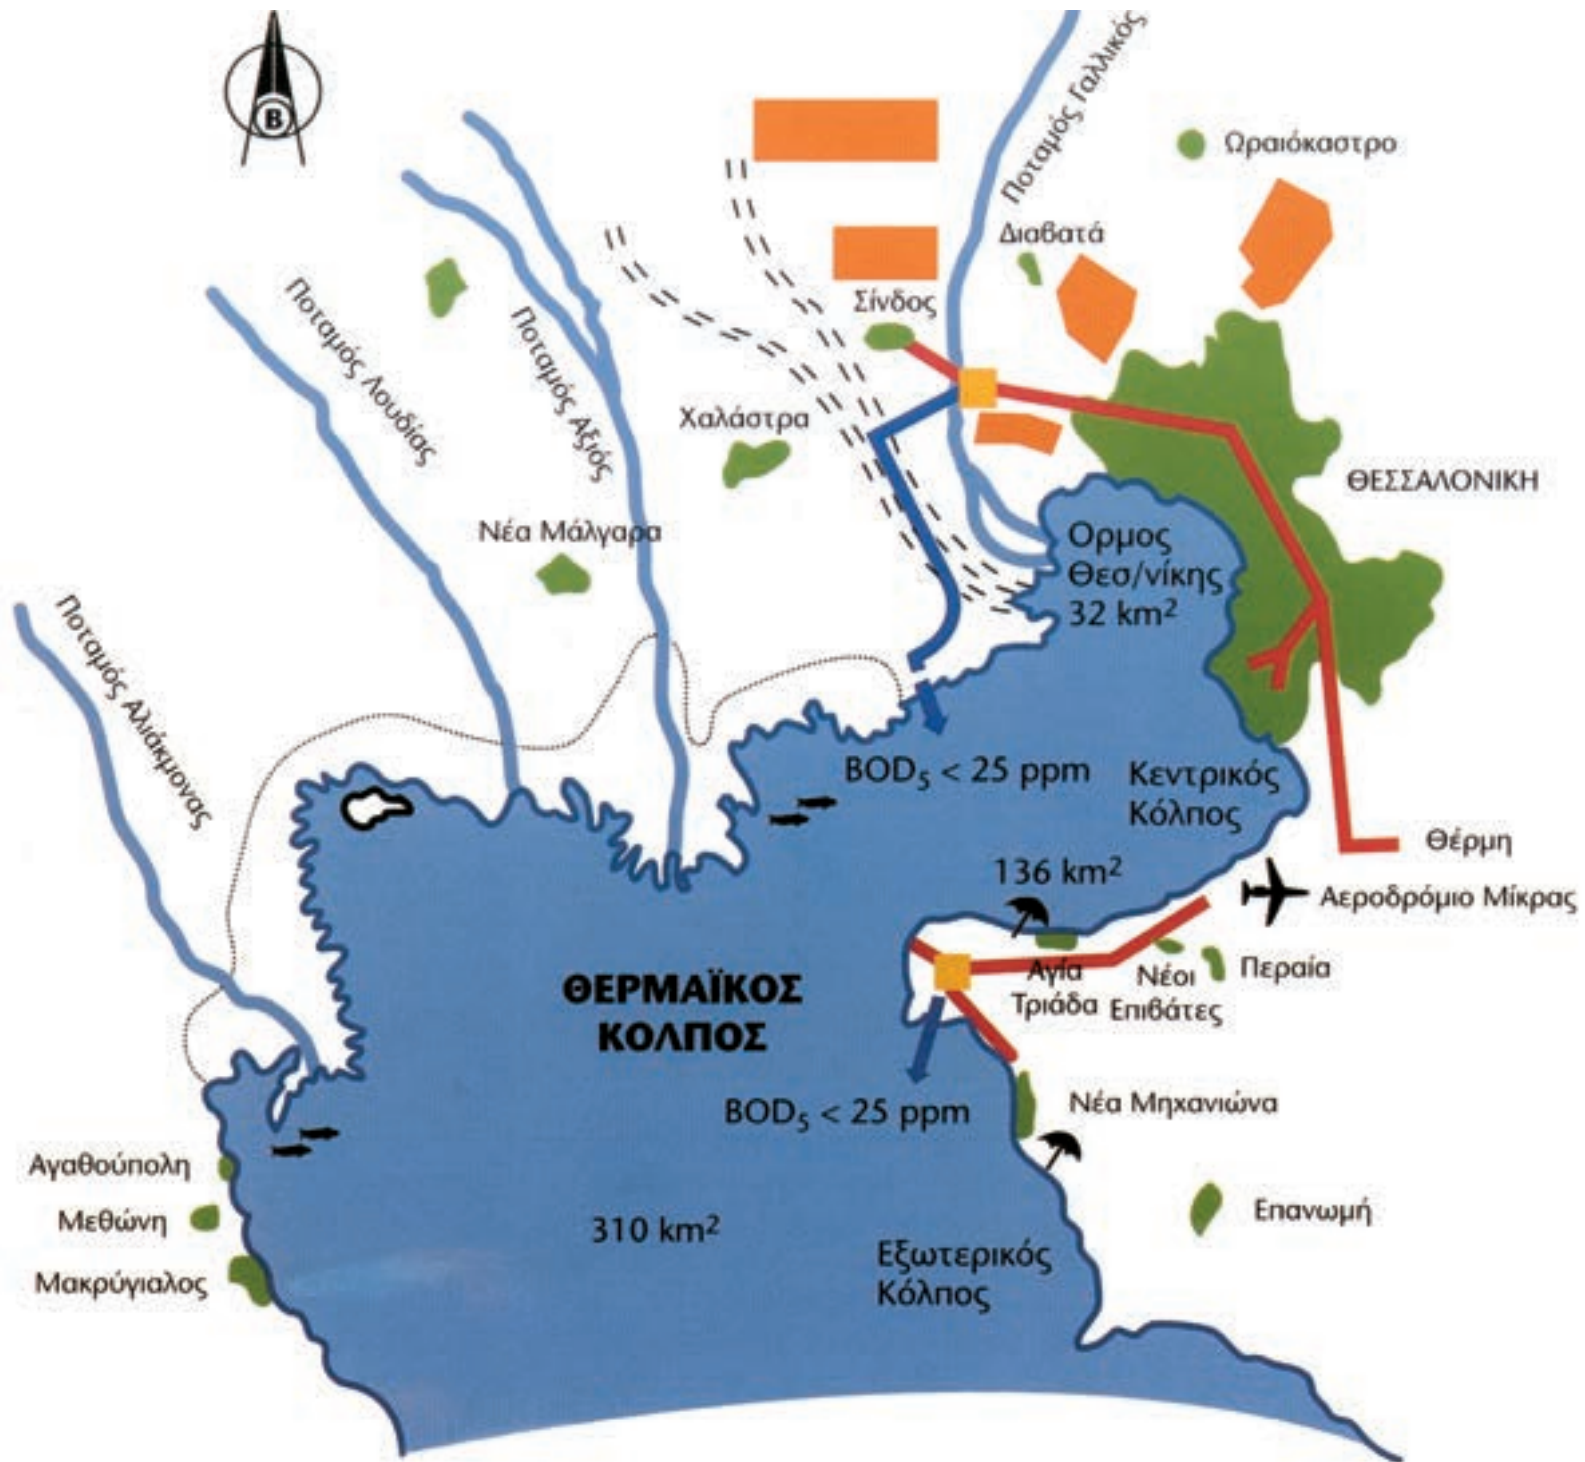 Β
Ποταμός Γαλλικός
Ωραιόκαστρο
Διαβατά
Σίνδος
Ποταμός Λουδίας
Ποταμός Αξιός
Χαλάστρα
ΘΕΣΣΑΛΟΝΙΚΗ
Νέα Μάλγαρα
Ορμος
Θεσ/νίκης
32 km²
Ποταμός Αλιάκμονας
BOD₅ < 25 ppm
Κεντρικός
Κόλπος
136 km²
Θέρμη
Αεροδρόμιο Μίκρας
ΘΕΡΜΑΪΚΟΣ
ΚΟΛΠΟΣ
Αγία
Τριάδα
Νέοι
Επιβάτες
Περαία
BOD₅ < 25 ppm
Νέα Μηχανιώνα
Αγαθούπολη
Μεθώνη
Μακρύγιαλος
310 km²
Εξωτερικός
Κόλπος
Επανωμή